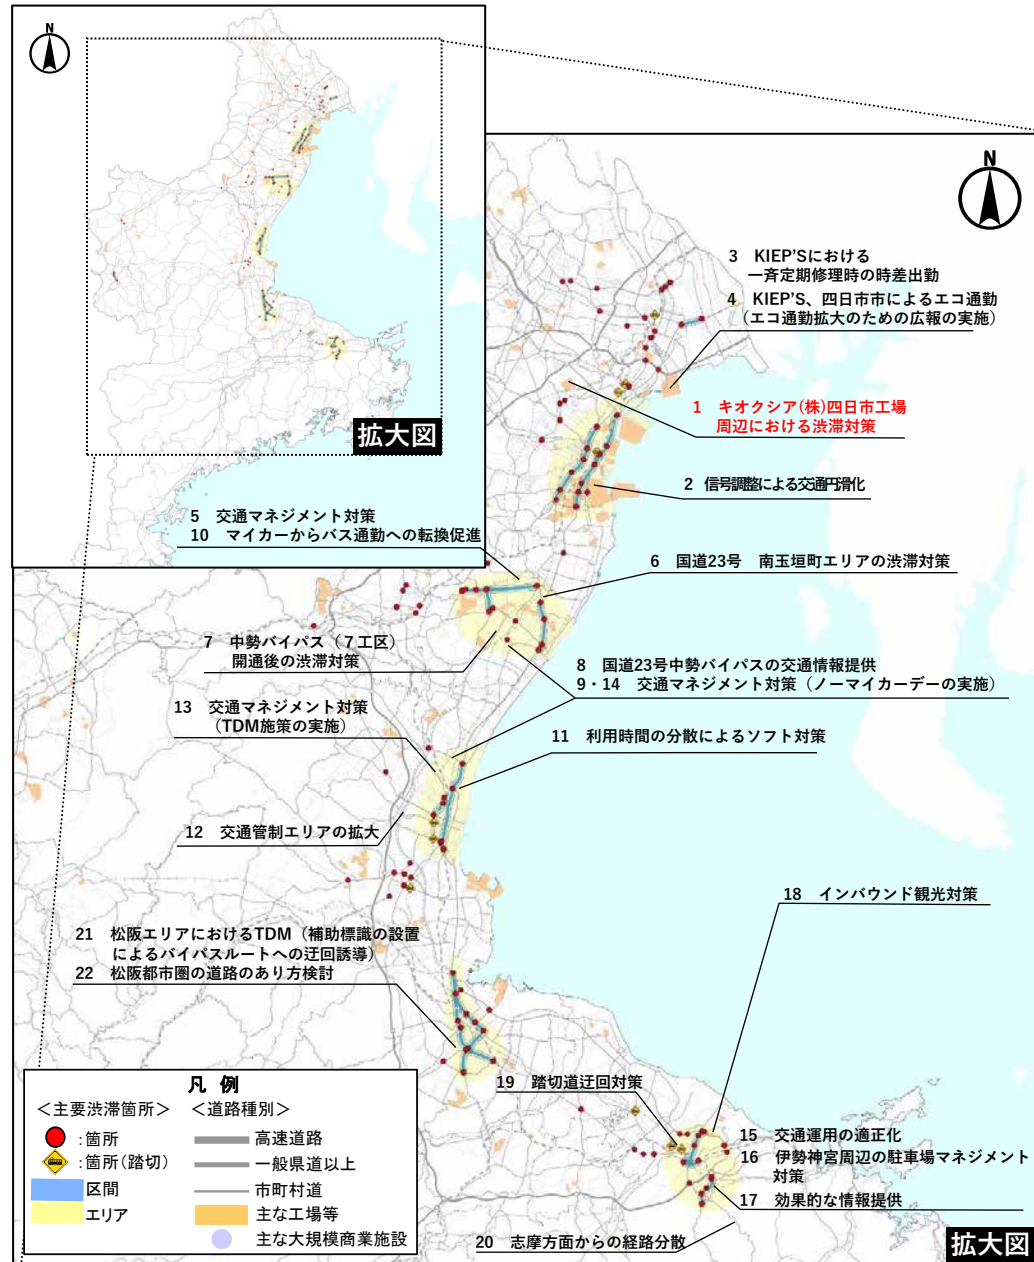 N
拡大図
N
3 KIEP'Sにおける
一斉定期修理時の時差出勤
4 KIEP'S、四日市市によるエコ通勤
（エコ通勤拡大のための広報の実施）
1 キオクシア(株)四日市工場
周辺における渋滞対策
2 信号調整による交通円滑化
5 交通マネジメント対策
10 マイカーからバス通勤への転換促進
6 国道23号 南玉垣町エリアの渋滞対策
7 中勢バイパス（７工区）
開通後の渋滞対策
8 国道23号中勢バイパスの交通情報提供
9・14 交通マネジメント対策（ノーマイカーデーの実施）
13 交通マネジメント対策
（TDM施策の実施）
11 利用時間の分散によるソフト対策
12 交通管制エリアの拡大
18 インバウンド観光対策
21 松阪エリアにおけるTDM（補助標識の設置
によるバイパスルートへの迂回誘導）
22 松阪都市圏の道路のあり方検討
19 踏切道迂回対策
15 交通運用の適正化
16 伊勢神宮周辺の駐車場マネジメント
対策
17 効果的な情報提供
20 志摩方面からの経路分散
凡 例
＜主要渋滞箇所＞ ＜道路種別＞
:箇所 高速道路
:箇所(踏切) 一般県道以上
区間 市町村道
エリア 主な工場等
主な大規模商業施設
拡大図